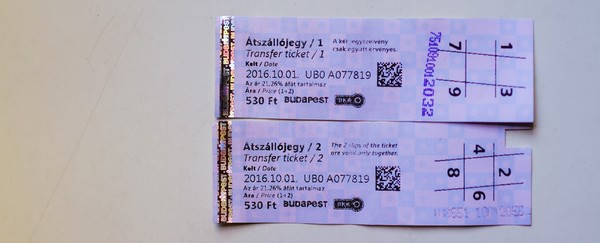 Átszállójegy / 1
Transfer ticket / 1
A két jegyszelvény
csak együtt érvényes.
Kelt / Date
2016.10.01. UB0 A077819
Az ár 21,26% áfát tartalmaz
Ára / Price (1+2)
530 Ft BUDAPEST BKK
7 1
9 3
2032
Átszállójegy / 2
Transfer ticket / 2
The 2 slips of the ticket
are valid only together.
Kelt / Date
2016.10.01. UB0 A077819
Az ár 21,26% áfát tartalmaz
Ára / Price (1+2)
530 Ft BUDAPEST BKK
4
8 2
6